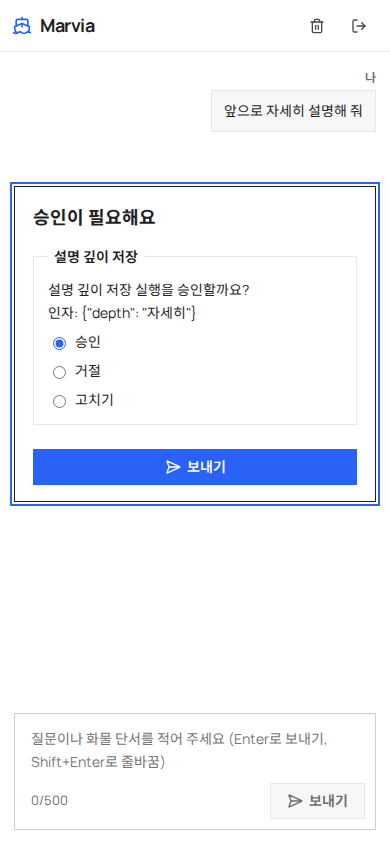 Marvia
나
앞으로 자세히 설명해 줘
승인이 필요해요
설명 깊이 저장
설명 깊이 저장 실행을 승인할까요?
인자: {"depth": "자세히"}
승인
거절
고치기
보내기
질문이나 화물 단서를 적어 주세요 (Enter로 보내기,
Shift+Enter로 줄바꿈)
0/500
보내기